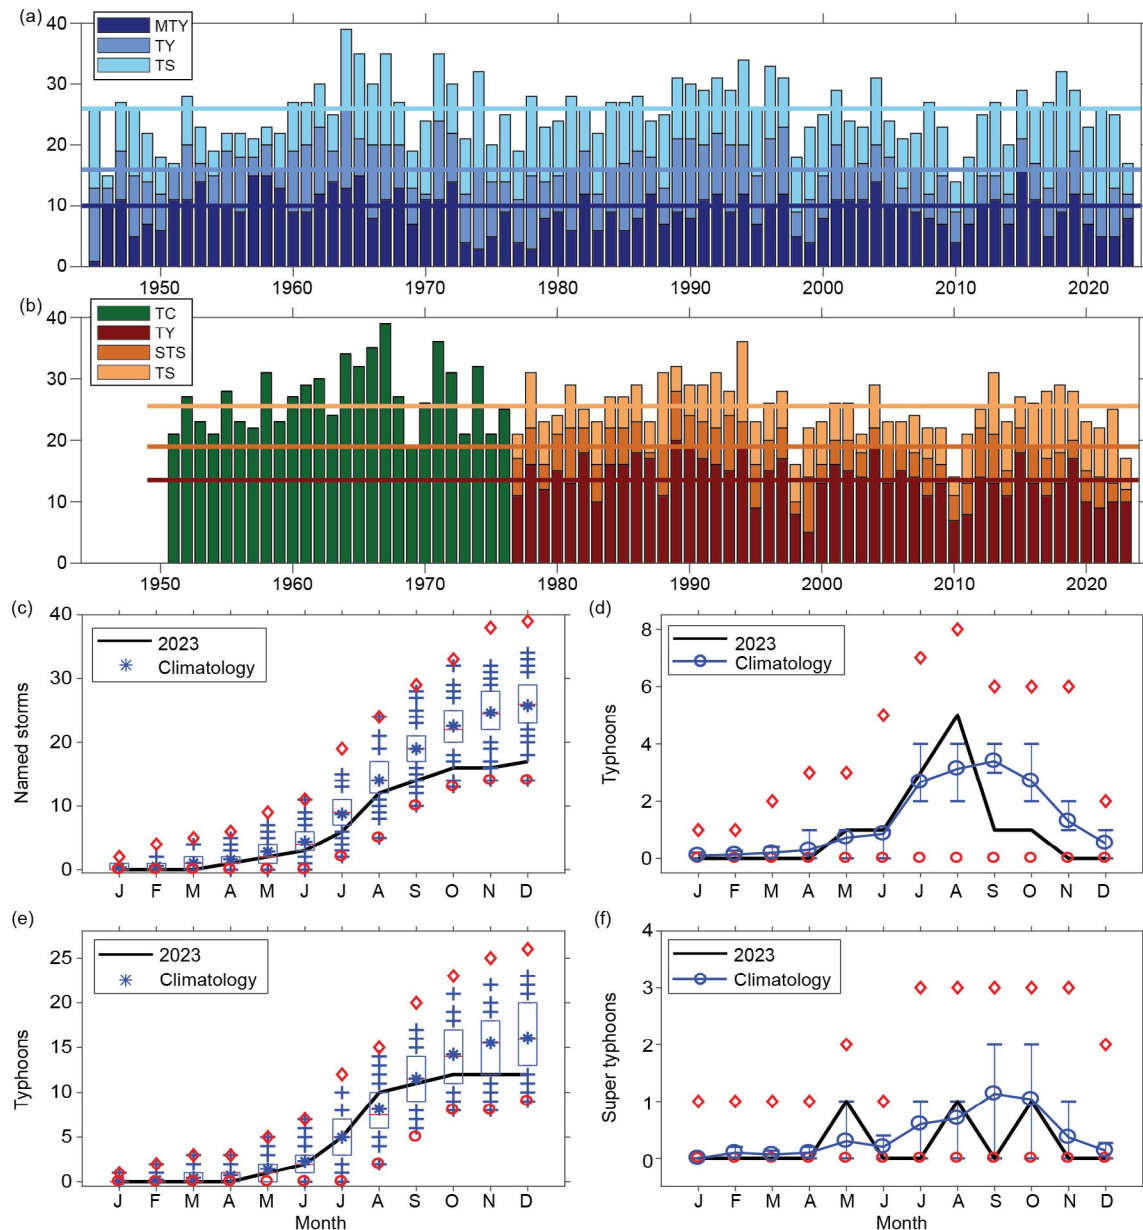 (a)
40
30
20
10
0
MTY
TY
TS
1950 1960 1970 1980 1990 2000 2010 2020
(b)
40
30
20
10
0
TC
TY
STS
TS
1950 1960 1970 1980 1990 2000 2010 2020
(c)
Named storms
40
30
20
10
0
2023
Climatology
J F M A M J J A S O N D
(d)
Typhoons
8
6
4
2
0
2023
Climatology
J F M A M J J A S O N D
(e)
Typhoons
25
20
15
10
5
0
2023
Climatology
J F M A M J J A S O N D
Month
(f)
Super typhoons
4
3
2
1
0
2023
Climatology
J F M A M J J A S O N D
Month